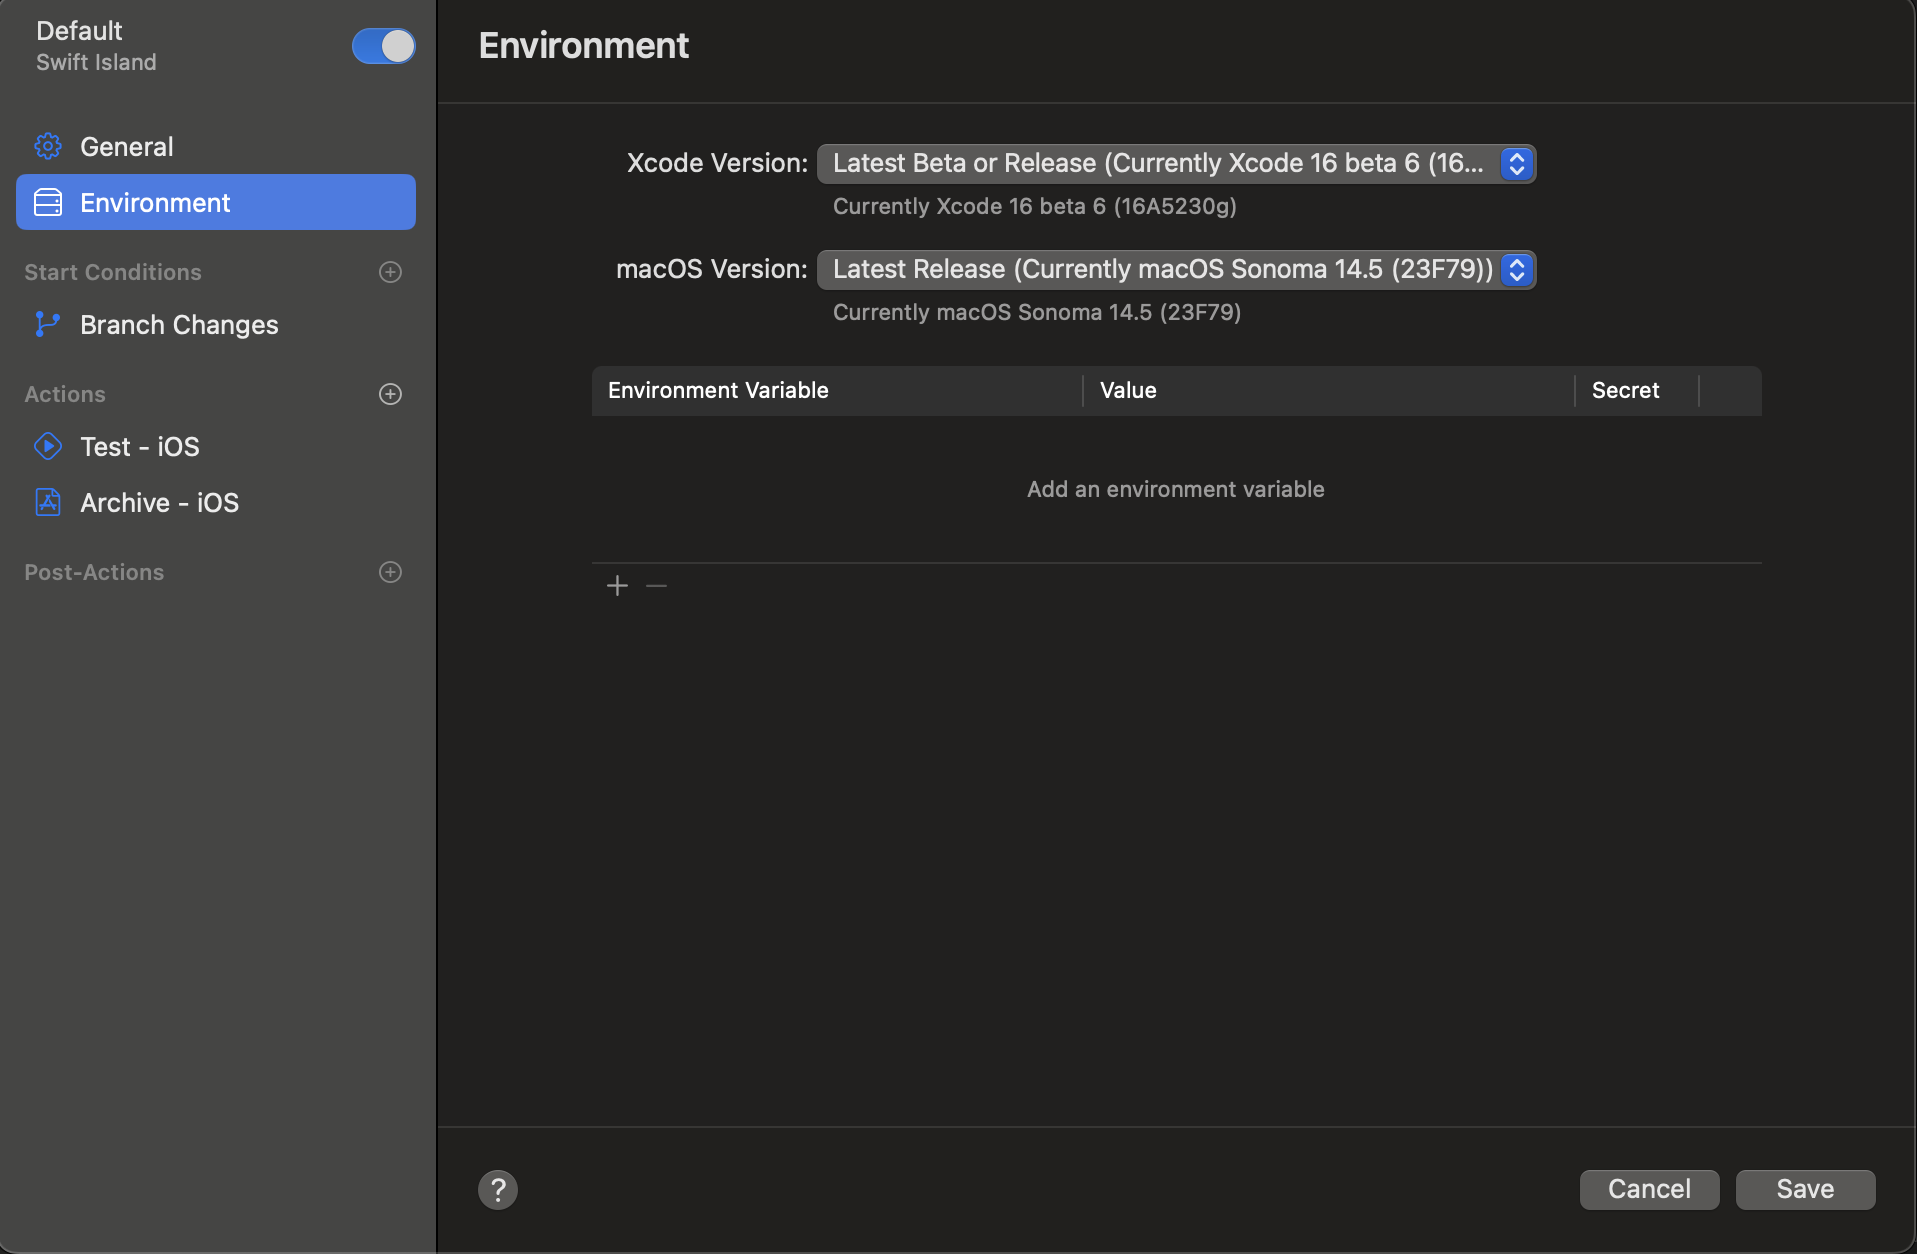 Default
Swift Island
General
Environment
Start Conditions
Branch Changes
Actions
Test - iOS
Archive - iOS
Post-Actions
Environment
Xcode Version: Latest Beta or Release (Currently Xcode 16 beta 6 (16...
Currently Xcode 16 beta 6 (16A5230g)
macOS Version: Latest Release (Currently macOS Sonoma 14.5 (23F79))
Currently macOS Sonoma 14.5 (23F79)
Environment Variable Value Secret
Add an environment variable
? Cancel Save